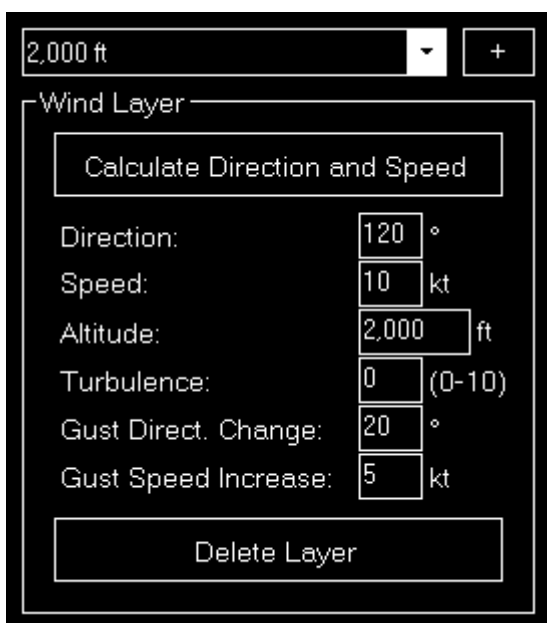 2,000 ft +
Wind Layer
Calculate Direction and Speed
Direction: 120 °
Speed: 10 kt
Altitude: 2,000 ft
Turbulence: 0 (0-10)
Gust Direct. Change: 20 °
Gust Speed Increase: 5 kt
Delete Layer